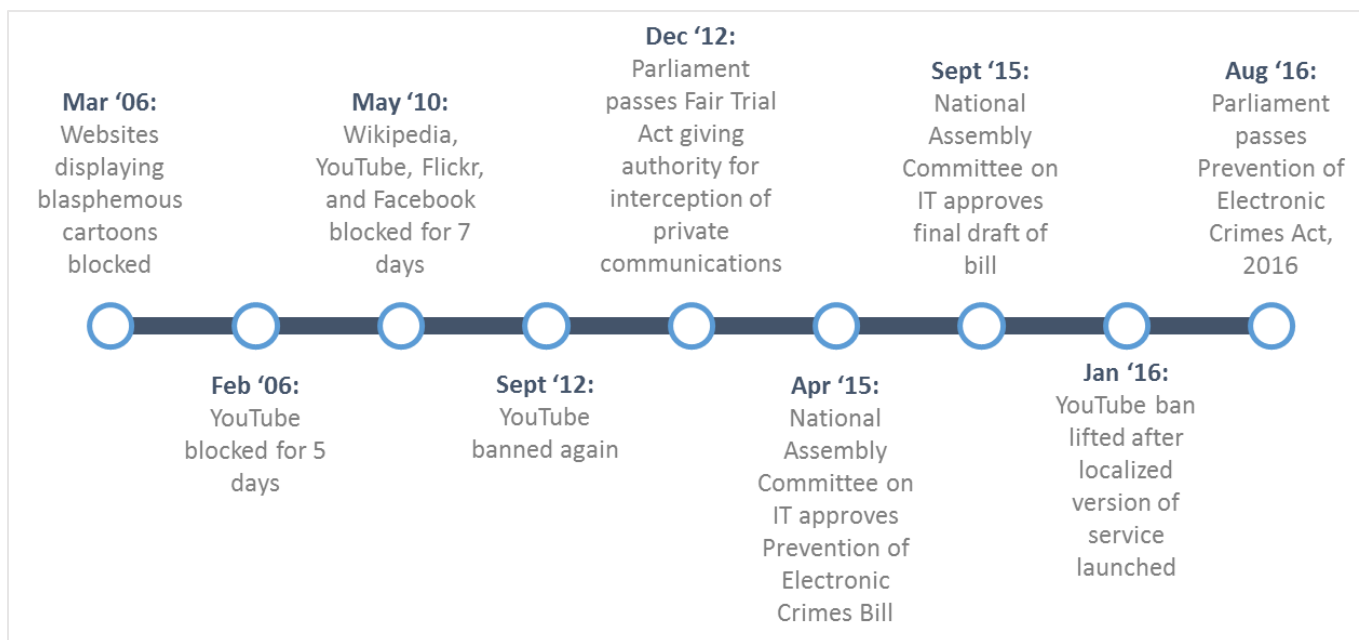 Mar ‘06:
Websites
displaying
blasphemous
cartoons
blocked
Feb ‘06:
YouTube
blocked for 5
days
May ‘10:
Wikipedia,
YouTube, Flickr,
and Facebook
blocked for 7
days
Sept ‘12:
YouTube
banned again
Dec ‘12:
Parliament
passes Fair Trial
Act giving
authority for
interception of
private
communications
Apr ‘15:
National
Assembly
Committee on
IT approves
Prevention of
Electronic
Crimes Bill
Sept ‘15:
National
Assembly
Committee on
IT approves
final draft of
bill
Jan ‘16:
YouTube ban
lifted after
localized
version of
service
launched
Aug ‘16:
Parliament
passes
Prevention of
Electronic
Crimes Act,
2016